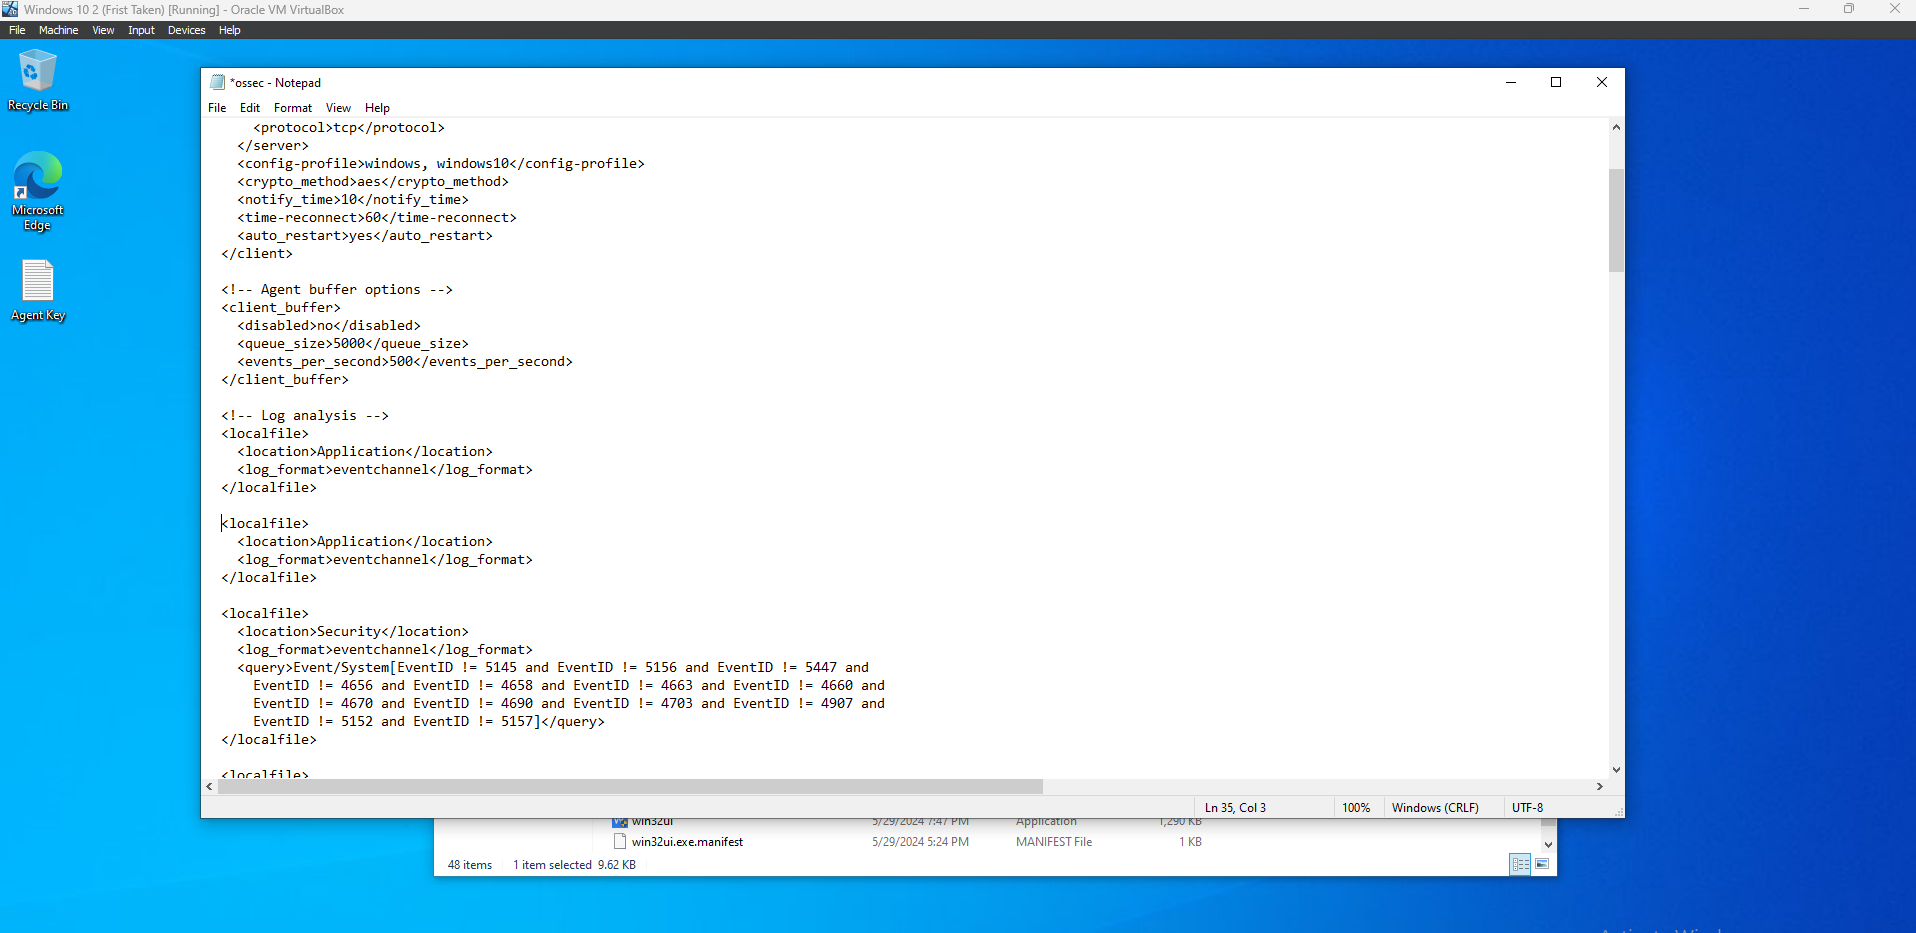 Windows 10 2 (Frist Taken) [Running] - Oracle VM VirtualBox
File Machine View Input Devices Help
Recycle Bin
Microsoft
Edge
Agent Key
*ossec - Notepad
File Edit Format View Help
<protocol>tcp</protocol>
</server>
<config-profile>windows, windows10</config-profile>
<crypto_method>aes</crypto_method>
<notify_time>10</notify_time>
<time-reconnect>60</time-reconnect>
<auto_restart>yes</auto_restart>
</client>
<!-- Agent buffer options -->
<client_buffer>
<disabled>no</disabled>
<queue_size>5000</queue_size>
<events_per_second>500</events_per_second>
</client_buffer>
<!-- Log analysis -->
<localfile>
<location>Application</location>
<log_format>eventchannel</log_format>
</localfile>
<localfile>
<location>Application</location>
<log_format>eventchannel</log_format>
</localfile>
<localfile>
<location>Security</location>
<log_format>eventchannel</log_format>
<query>Event/System[EventID != 5145 and EventID != 5156 and EventID != 5447 and
EventID != 4656 and EventID != 4658 and EventID != 4663 and EventID != 4660 and
EventID != 4670 and EventID != 4690 and EventID != 4703 and EventID != 4907 and
EventID != 5152 and EventID != 5157]</query>
</localfile>
<localfile>
Ln 35, Col 3 100% Windows (CRLF) UTF-8
win32ui 5/29/2024 7:47 PM Application 1,290 KB
win32ui.exe.manifest 5/29/2024 5:24 PM MANIFEST File 1 KB
48 items 1 item selected 9.62 KB